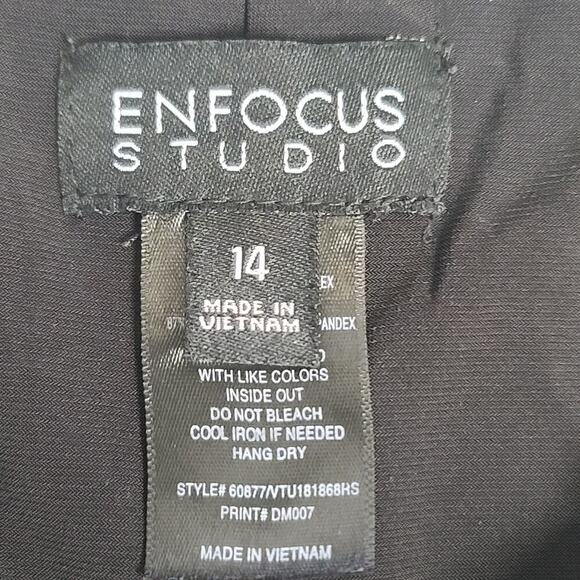 ENFOCUS
STUDIO
14
MADE IN
VIETNAM
WITH LIKE COLORS
INSIDE OUT
DO NOT BLEACH
COOL IRON IF NEEDED
HANG DRY
STYLE# 60877/VTU181868HS
PRINT# DM007
MADE IN VIETNAM